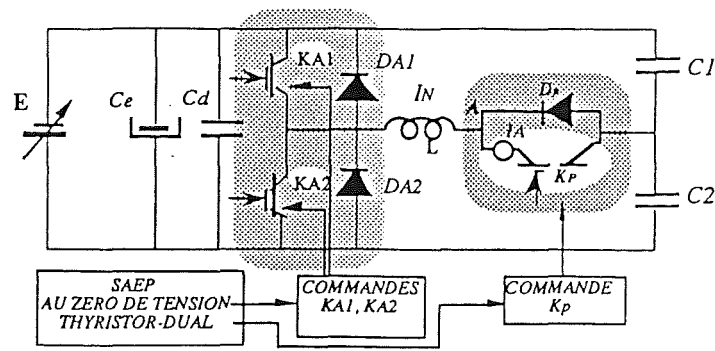 KA1
DA1
C1
E
Ce
Cd
IN
A
Dp
IA
L
KP
KA2
DA2
C2
SAEP
AU ZERO DE TENSION
THYRISTOR-DUAL
COMMANDES
KA1, KA2
COMMANDE
Kp